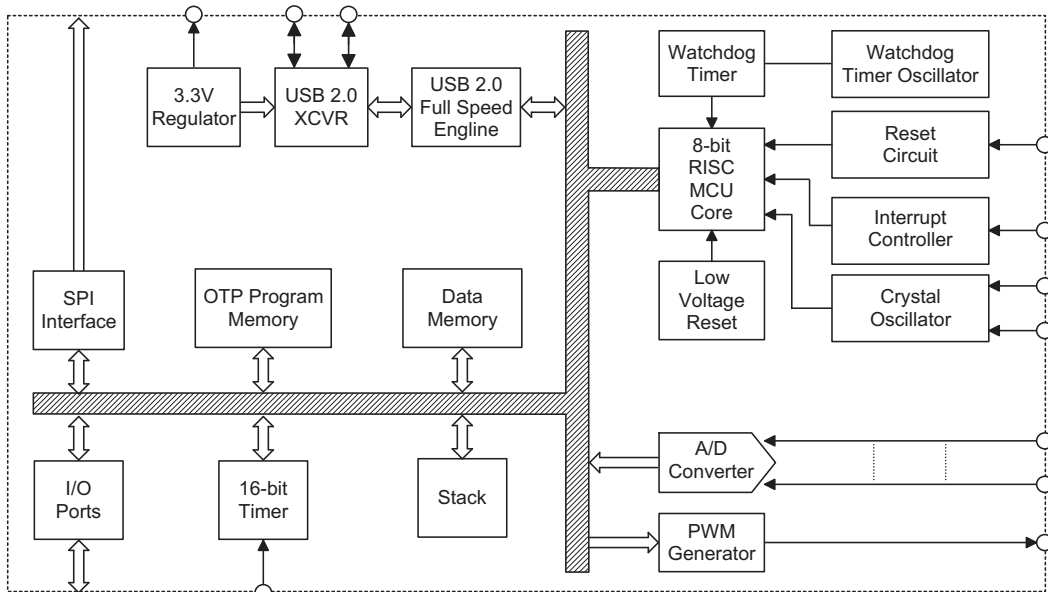 3.3V
Regulator
USB 2.0
XCVR
USB 2.0
Full Speed
Engline
Watchdog
Timer
Watchdog
Timer Oscillator
8-bit
RISC
MCU
Core
Reset
Circuit
Interrupt
Controller
Low
Voltage
Reset
Crystal
Oscillator
SPI
Interface
OTP Program
Memory
Data
Memory
I/O
Ports
16-bit
Timer
Stack
A/D
Converter
PWM
Generator